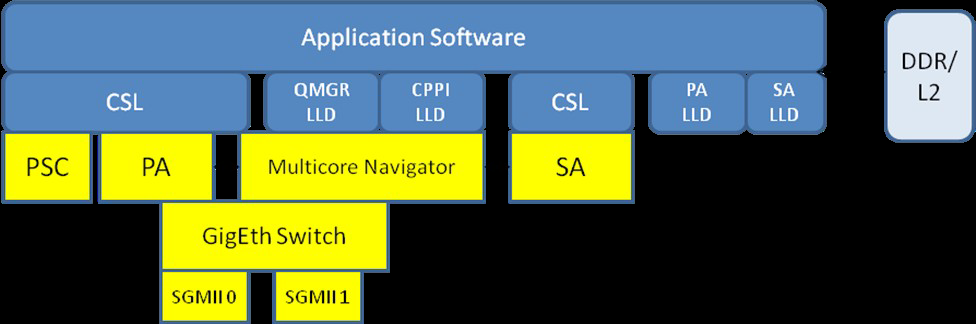 Application Software
DDR/
L2
CSL
QMGR
LLD
CPPI
LLD
CSL
PA
LLD
SA
LLD
PSC
PA
Multicore Navigator
SA
GigEth Switch
SGMII 0
SGMII 1